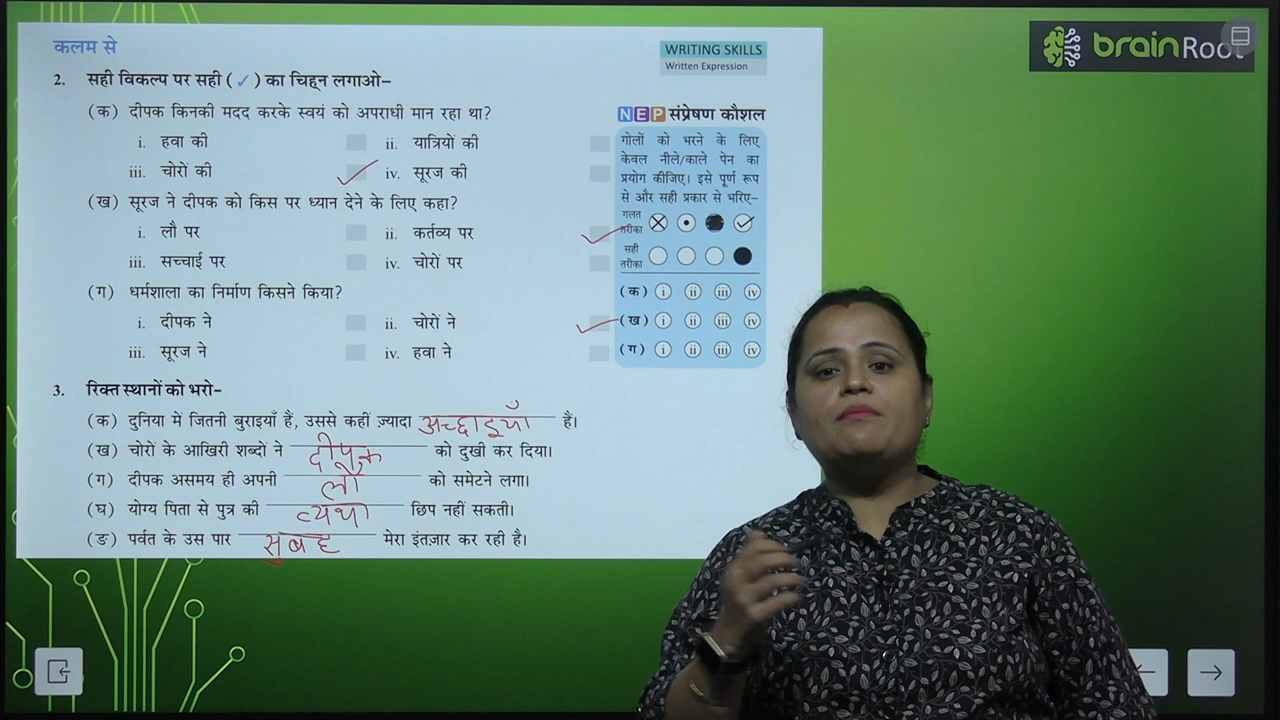 कलम से
WRITING SKILLS
Written Expression
brainRoot
2. सही विकल्प पर सही (✓) का चिह्न लगाओ–
(क) दीपक किनकी मदद करके स्वयं को अपराधी मान रहा था?
i. हवा की ii. यात्रियों की
iii. चोरों की ✓ iv. सूरज की
(ख) सूरज ने दीपक को किस पर ध्यान देने के लिए कहा?
i. लौ पर ii. कर्तव्य पर ✓
iii. सच्चाई पर iv. चोरों पर
(ग) धर्मशाला का निर्माण किसने किया?
i. दीपक ने ii. चोरों ने ✓
iii. सूरज ने iv. हवा ने
NEP संप्रेषण कौशल
गोलों को भरने के लिए
केवल नीले/काले पेन का
प्रयोग कीजिए। इसे पूर्ण रूप
से और सही प्रकार से भरिए–
गलत
तरीका
सही
तरीका
(क) i ii iii iv
(ख) i ii iii iv
(ग) i ii iii iv
3. रिक्त स्थानों को भरो–
(क) दुनिया में जितनी बुराइयाँ हैं, उससे कहीं ज़्यादा अच्छाइयाँ हैं।
(ख) चोरों के आखिरी शब्दों ने दीपक को दुखी कर दिया।
(ग) दीपक असमय ही अपनी लौ को समेटने लगा।
(घ) योग्य पिता से पुत्र की व्यथा छिप नहीं सकती।
(ङ) पर्वत के उस पार सुबह मेरा इंतज़ार कर रही है।